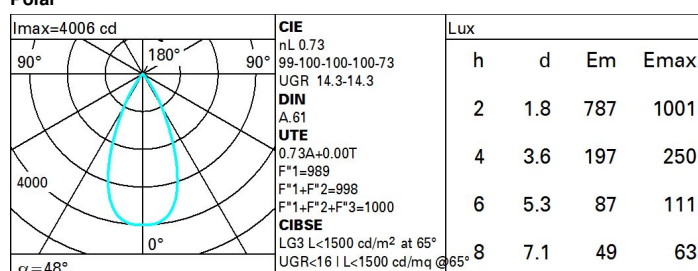 Polar
Imax=4006 cd
90° 180° 90°
4000
0°
α=48°
CIE
nL 0.73
99-100-100-100-73
UGR 14.3-14.3
DIN
A.61
UTE
0.73A+0.00T
F"1=989
F"1+F"2=998
F"1+F"2+F"3=1000
CIBSE
LG3 L<1500 cd/m² at 65°
UGR<16 | L<1500 cd/mq @65°
Lux
h d Em Emax
2 1.8 787 1001
4 3.6 197 250
6 5.3 87 111
8 7.1 49 63